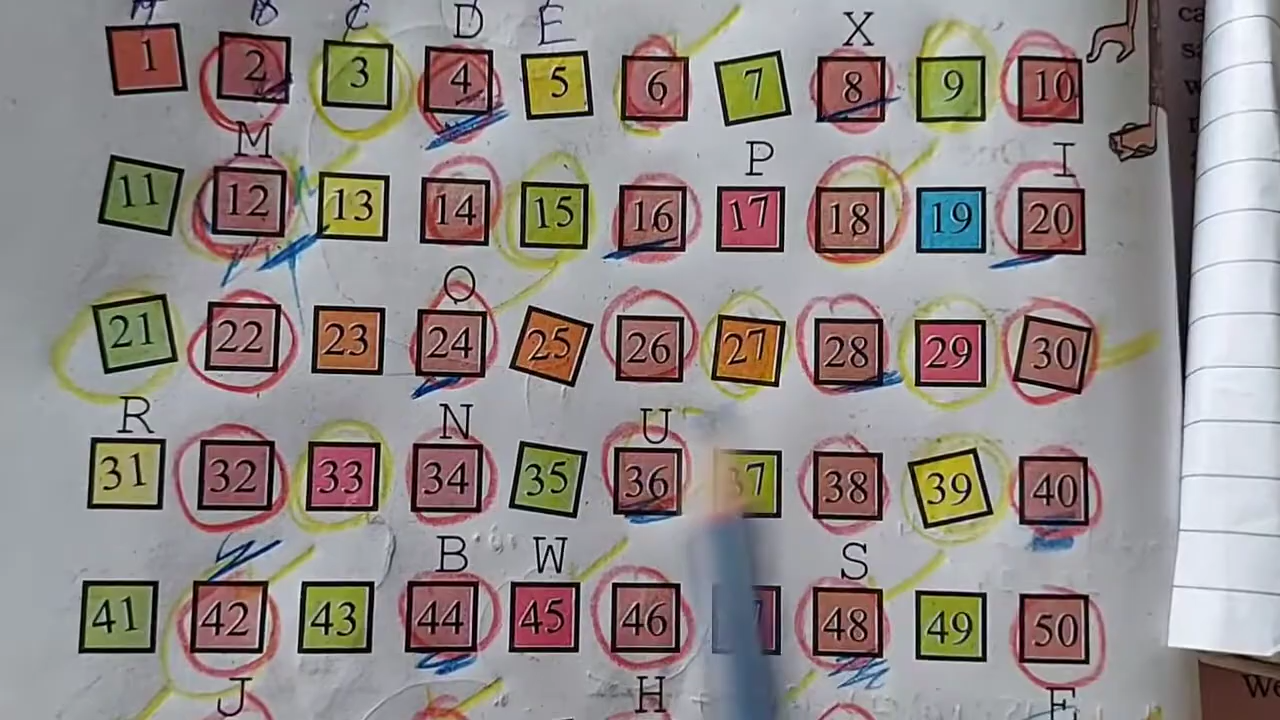 A B C D E X
1 2 3 4 5 6 7 8 9 10
M P I
11 12 13 14 15 16 17 18 19 20
O
21 22 23 24 25 26 27 28 29 30
R N U
31 32 33 34 35 36 37 38 39 40
B W S
41 42 43 44 45 46 48 49 50
J H